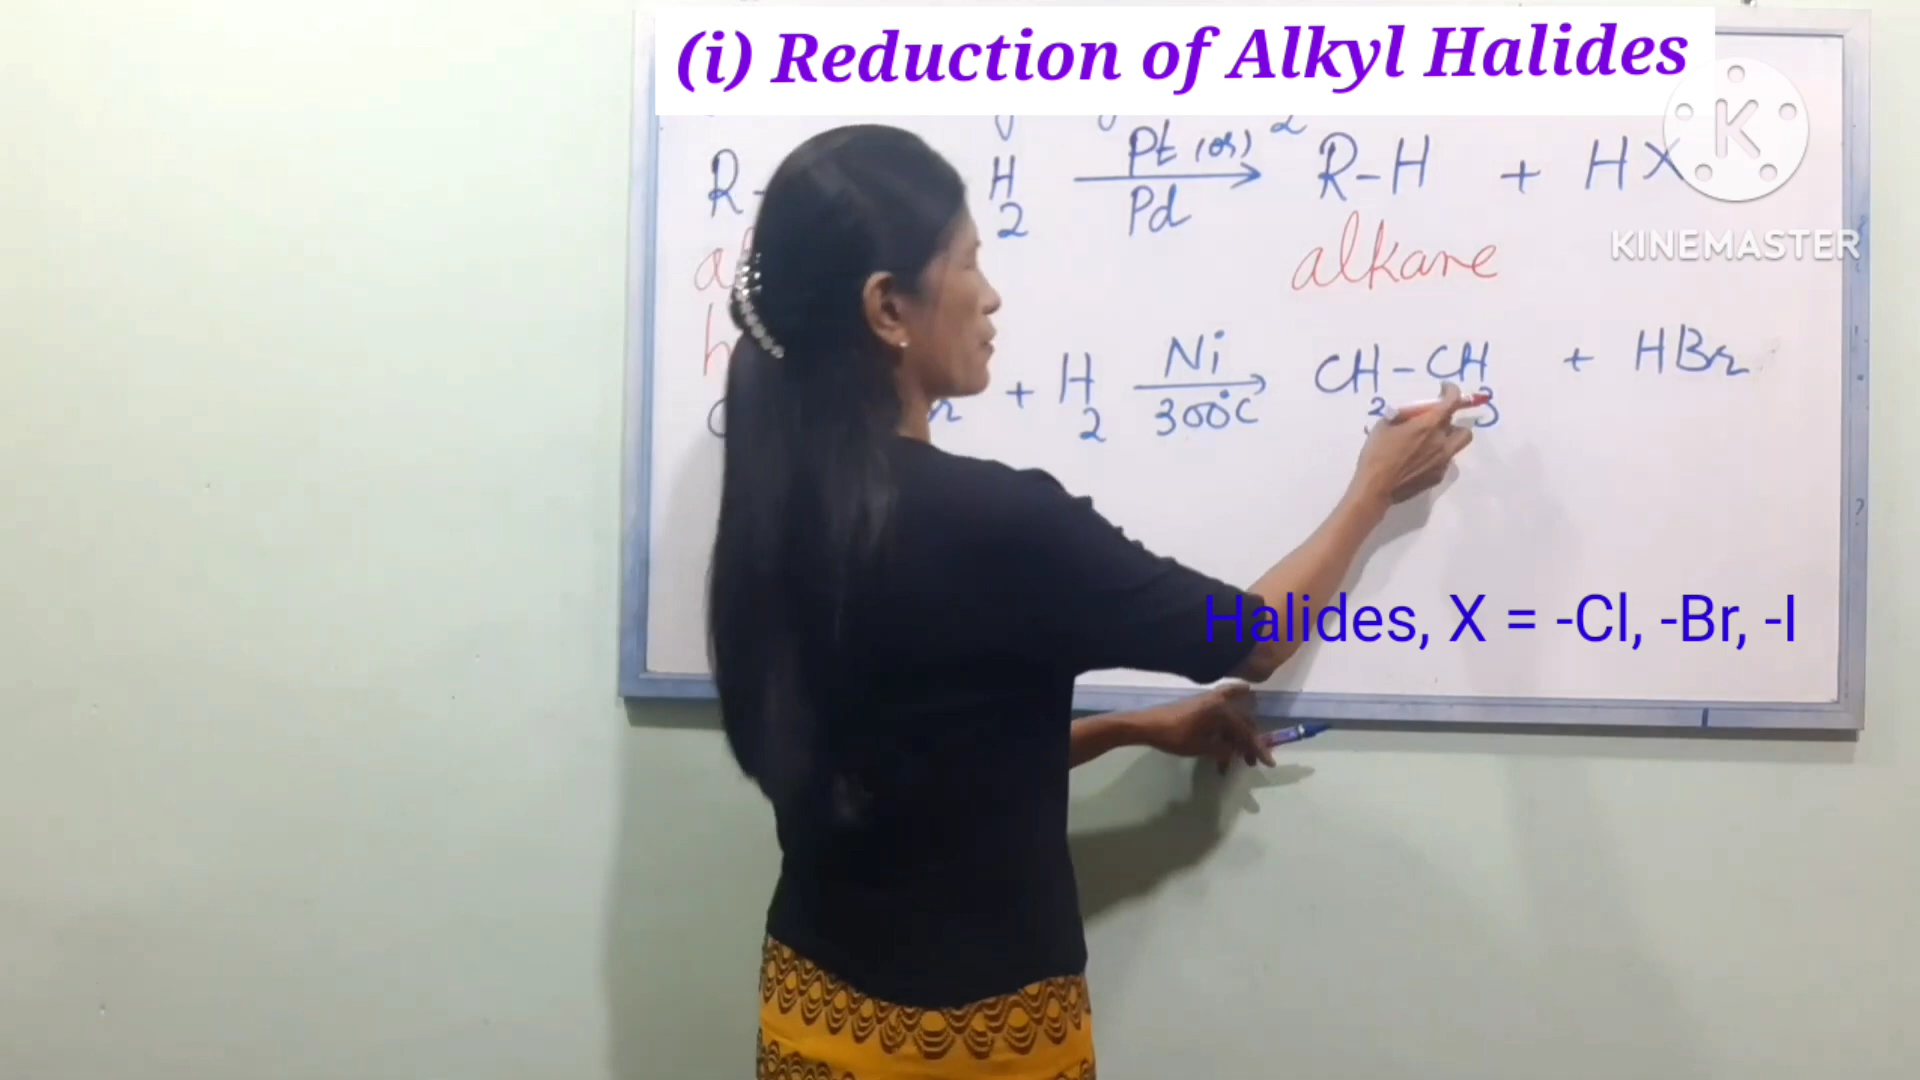 (i) Reduction of Alkyl Halides
R- H2 Pt (or) Pd → R-H + HX
alkane
+ H2 Ni 300°C → CH3-CH3 + HBr
Halides, X = -Cl, -Br, -I
KINEMASTER